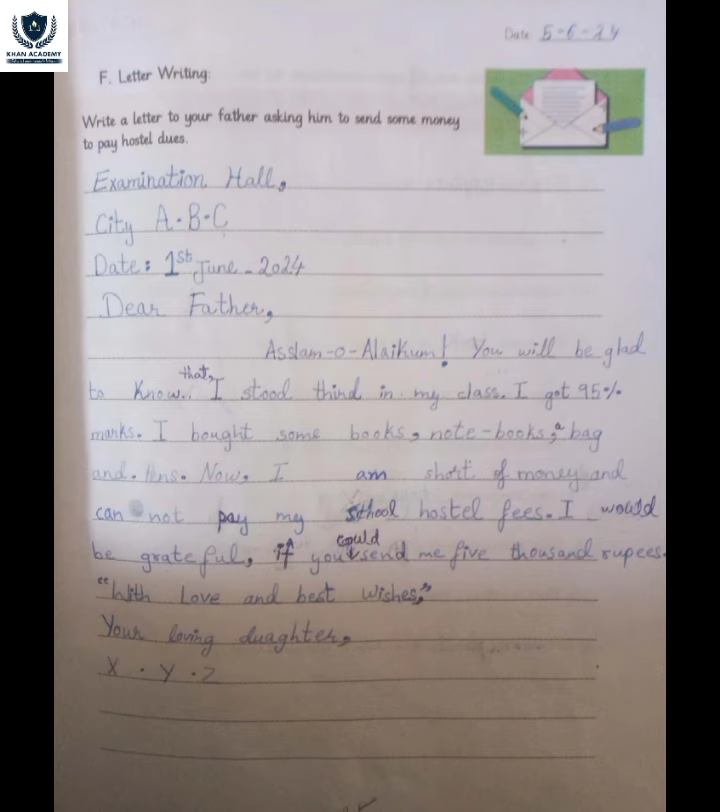 KHAN ACADEMY
Date 5-6-24
F. Letter Writing:
Write a letter to your father asking him to send some money
to pay hostel dues.
Examination Hall,
City A.B.C
Date: 1st June - 2024
Dear Father,
Asslam-o-Alaikum! You will be glad
to know. that, I stood third in my class. I got 95%
marks. I bought some books, note-books, a bag
and. Pens. Now, I am short of money and
can not pay my school hostel fees. I would
be grateful, if you could send me five thousand rupees.
"With Love and best wishes,"
Your loving duaghter,
X . Y . Z